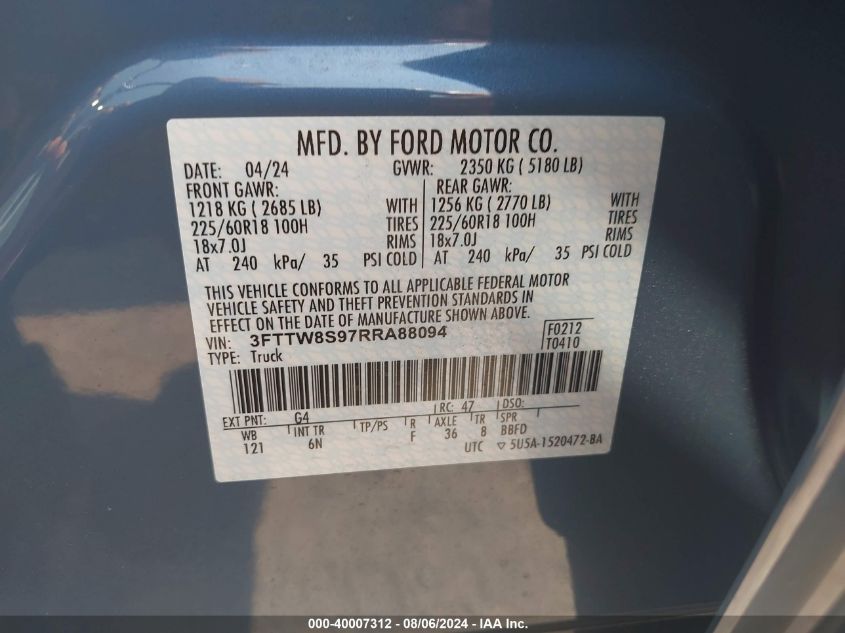 MFD. BY FORD MOTOR CO.
DATE: 04/24 GVWR: 2350 KG ( 5180 LB)
FRONT GAWR: REAR GAWR:
1218 KG ( 2685 LB) WITH 1256 KG ( 2770 LB) WITH
225/60R18 100H TIRES 225/60R18 100H TIRES
18x7.0J RIMS 18x7.0J RIMS
AT 240 kPa/ 35 PSI COLD AT 240 kPa/ 35 PSI COLD
THIS VEHICLE CONFORMS TO ALL APPLICABLE FEDERAL MOTOR
VEHICLE SAFETY AND THEFT PREVENTION STANDARDS IN
EFFECT ON THE DATE OF MANUFACTURE SHOWN ABOVE.
VIN: 3FTTW8S97RRA88094 F0212
TYPE: Truck T0410
EXT PNT: G4 RC: 47 DSO:
WB INT TR TP/PS R AXLE TR SPR
121 6N F 36 8 BBFD
UTC ▽ 5U5A-1520472-BA
000-40007312 - 08/06/2024 - IAA Inc.